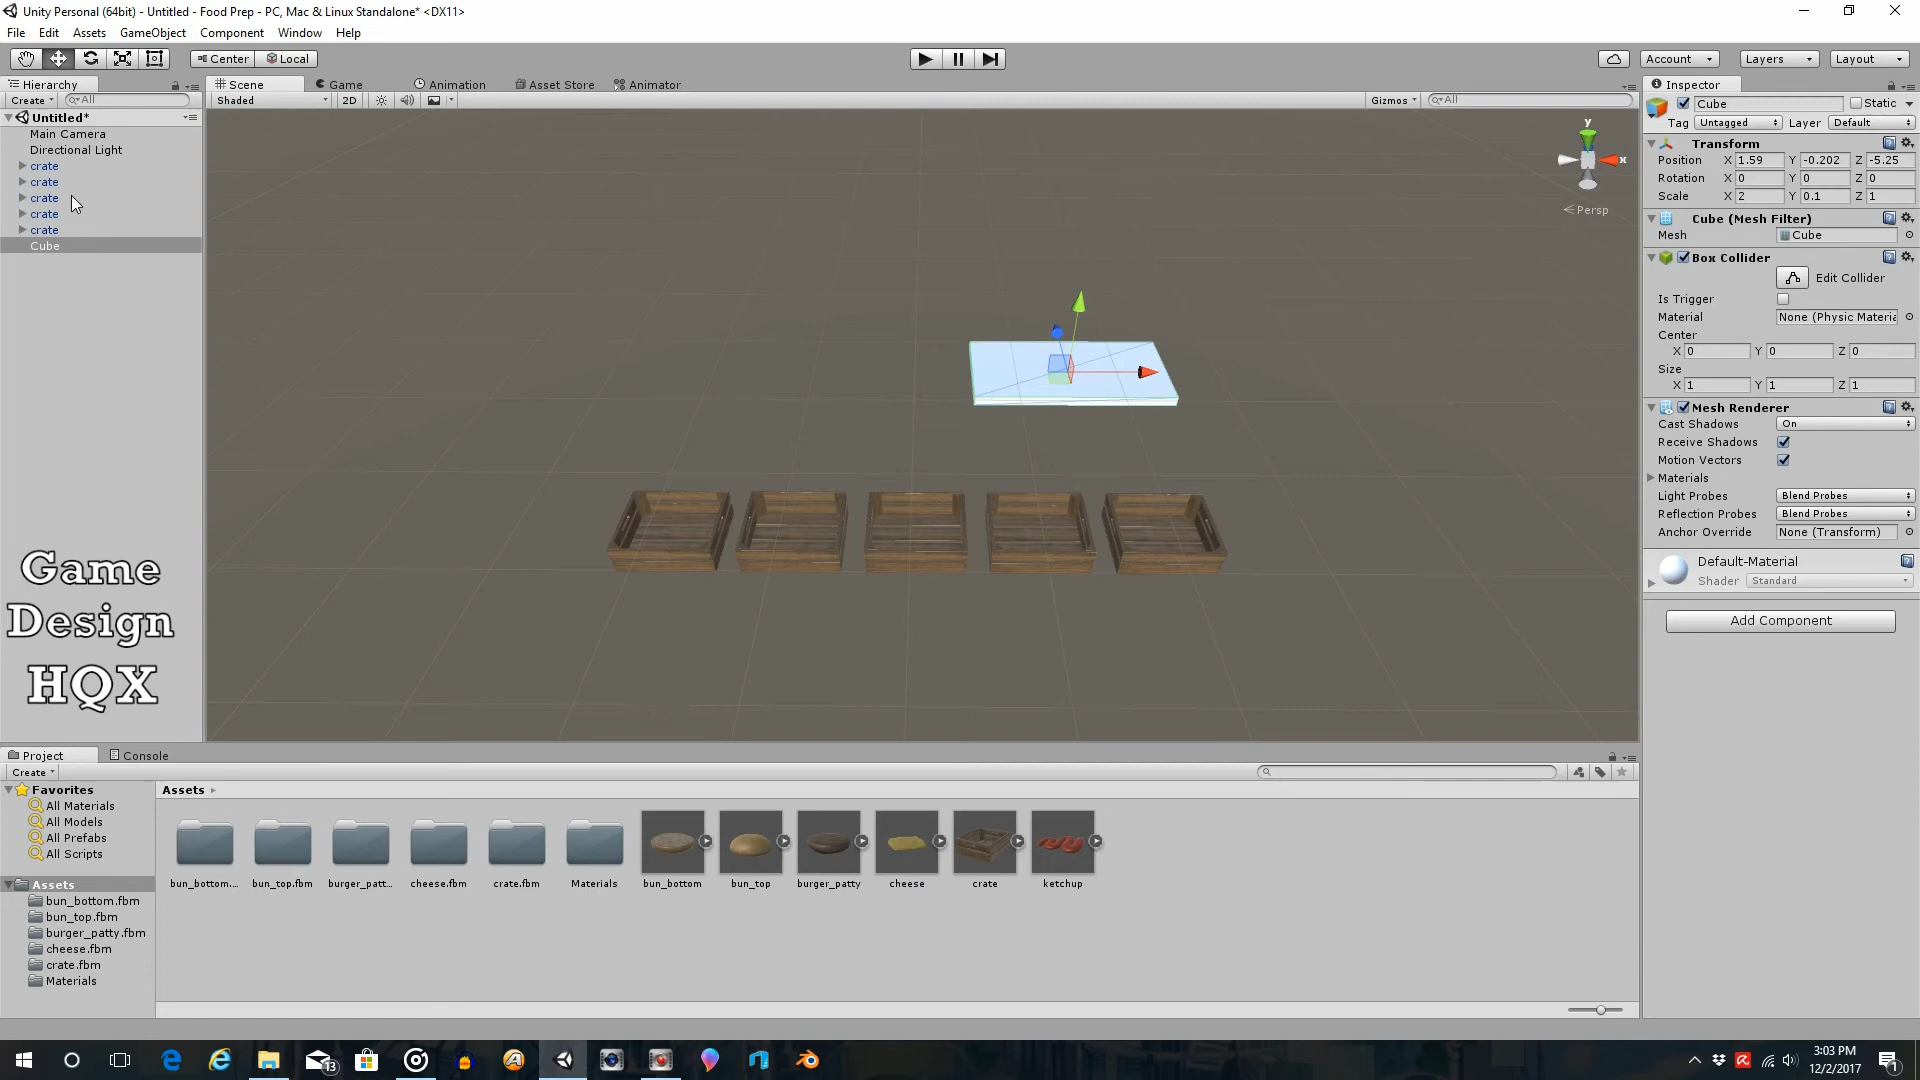 Unity Personal (64bit) - Untitled - Food Prep - PC, Mac & Linux Standalone* <DX11>
File Edit Assets GameObject Component Window Help
Center Local Account Layers Layout
Hierarchy
Create All
Untitled*
Main Camera
Directional Light
crate
crate
crate
crate
crate
Cube
Game
Design
HQX
Scene Game Animation Asset Store Animator
Shaded 2D Gizmos All
y
x
Persp
Inspector
Cube Static
Tag Untagged Layer Default
Transform
Position X 1.59 Y -0.202 Z -5.25
Rotation X 0 Y 0 Z 0
Scale X 2 Y 0.1 Z 1
Cube (Mesh Filter)
Mesh Cube
Box Collider
Edit Collider
Is Trigger
Material None (Physic Materia
Center
X 0 Y 0 Z 0
Size
X 1 Y 1 Z 1
Mesh Renderer
Cast Shadows On
Receive Shadows
Motion Vectors
Materials
Light Probes Blend Probes
Reflection Probes Blend Probes
Anchor Override None (Transform)
Default-Material
Shader Standard
Add Component
Project Console
Create
Favorites
All Materials
All Models
All Prefabs
All Scripts
Assets
bun_bottom.fbm
bun_top.fbm
burger_patty.fbm
cheese.fbm
crate.fbm
Materials
Assets
bun_bottom.... bun_top.fbm burger_patt... cheese.fbm crate.fbm Materials bun_bottom bun_top burger_patty cheese crate ketchup
13
3:03 PM
12/2/2017
1